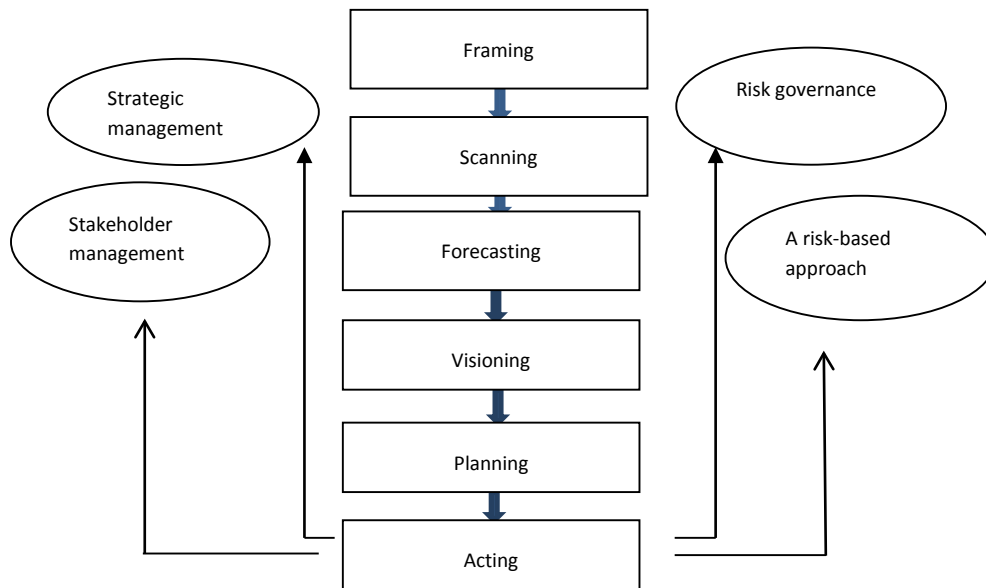 Framing
Strategic
management
Risk governance
Scanning
Stakeholder
management
Forecasting
A risk-based
approach
Visioning
Planning
Acting